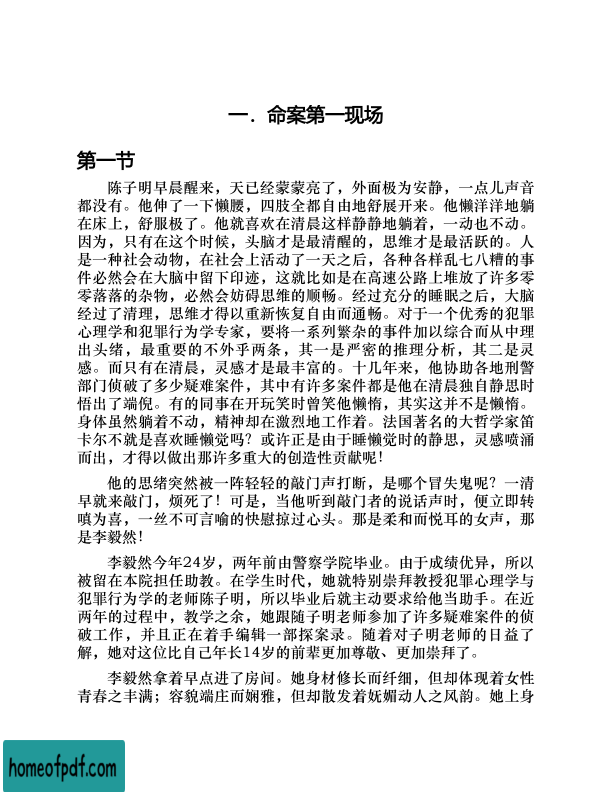 一．命案第一现场
第一节
陈子明早晨醒来，天已经蒙蒙亮了，外面极为安静，一点儿声音
都没有。他伸了一下懒腰，四肢全都自由地舒展开来。他懒洋洋地躺
在床上，舒服极了。他就喜欢在清晨这样静静地躺着，一动也不动。
因为，只有在这个时候，头脑才是最清醒的，思维才是最活跃的。人
是一种社会动物，在社会上活动了一天之后，各种各样乱七八糟的事
件必然会在大脑中留下印迹，这就比如是在高速公路上堆放了许多零
零落落的杂物，必然会妨碍思维的顺畅。经过充分的睡眠之后，大脑
经过了清理，思维才得以重新恢复自由而通畅。对于一个优秀的犯罪
心理学和犯罪行为学专家，要将一系列繁杂的事件加以综合而从中理
出头绪，最重要的不外乎两条，其一是严密的推理分析，其二是灵
感。而只有在清晨，灵感才是最丰富的。十几年来，他协助各地刑警
部门侦破了多少疑难案件，其中有许多案件都是他在清晨独自静思时
悟出了端倪。有的同事在开玩笑时曾笑他懒惰，其实这并不是懒惰。
身体虽然躺着不动，精神却在激烈地工作着。法国著名的大哲学家笛
卡尔不就是喜欢睡懒觉吗？或许正是由于睡懒觉时的静思，灵感喷涌
而出，才得以做出那许多重大的创造性贡献呢！
他的思绪突然被一阵轻轻的敲门声打断，是哪个冒失鬼呢？一清
早就来敲门，烦死了！可是，当他听到敲门者的说话声时，便立即转
嗔为喜，一丝不可言喻的快慰掠过心头。那是柔和而悦耳的女声，那
是李毅然！
李毅然今年24岁，两年前由警察学院毕业。由于成绩优异，所以
被留在本院担任助教。在学生时代，她就特别崇拜教授犯罪心理学与
犯罪行为学的老师陈子明，所以毕业后就主动要求给他当助手。在近
两年的过程中，教学之余，她跟随子明老师参加了许多疑难案件的侦
破工作，并且正在着手编辑一部探案录。随着对子明老师的日益了
解，她对这位比自己年长14岁的前辈更加尊敬、更加崇拜了。
李毅然拿着早点进了房间。她身材修长而纤细，但却体现着女性
青春之丰满；容貌端庄而娴雅，但却散发着妩媚动人之风韵。她上身
homeofpdf.com